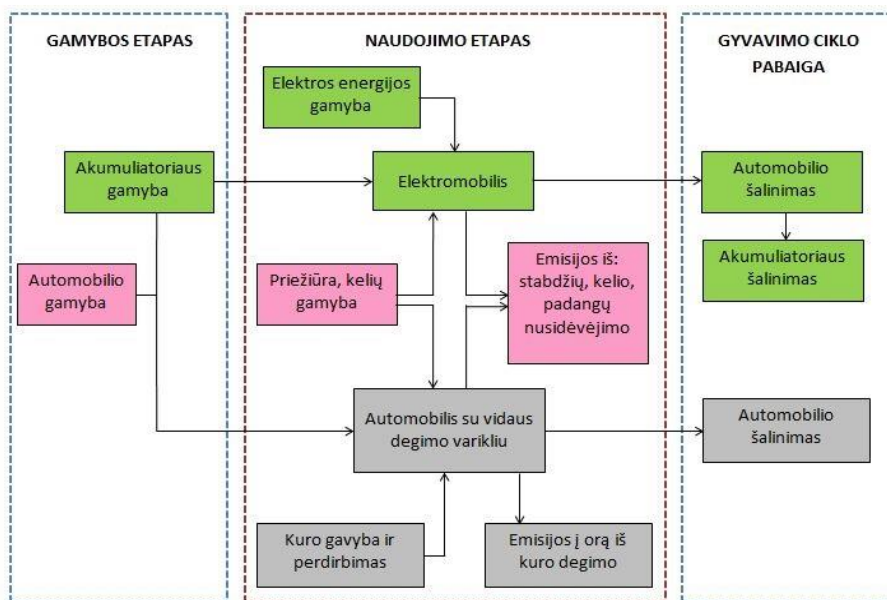 GAMYBOS ETAPAS
NAUDOJIMO ETAPAS
GYVAVIMO CIKLO
PABAIGA
Elektros energijos
gamyba
Akumuliatoriaus
gamyba
Elektromobilis
Automobilio
šalinimas
Akumuliatoriaus
šalinimas
Automobilio
gamyba
Priežiūra, kelių
gamyba
Emisijos iš:
stabdžių, kelio,
padangų
nusidėvėjimo
Automobilis su vidaus
degimo varikliu
Automobilio
šalinimas
Kuro gavyba ir
perdirbimas
Emisijos į orą iš
kuro degimo